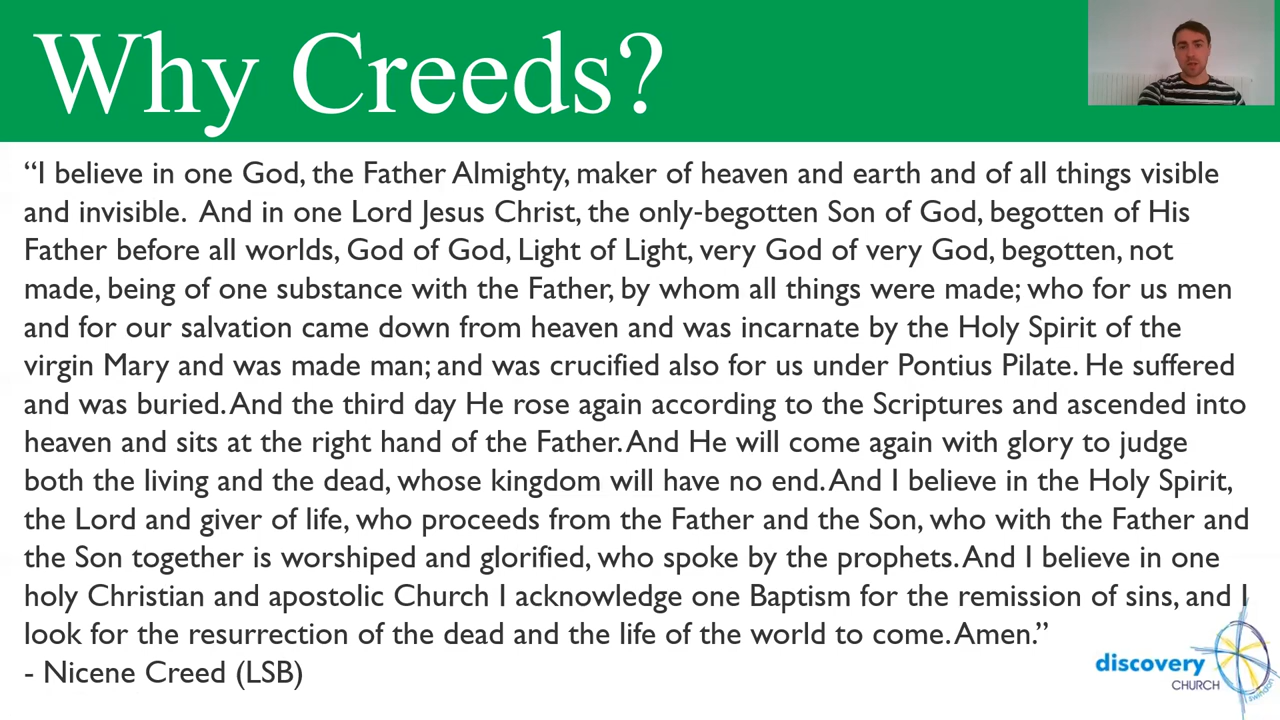 Why Creeds?
“I believe in one God, the Father Almighty, maker of heaven and earth and of all things visible
and invisible.  And in one Lord Jesus Christ, the only-begotten Son of God, begotten of His
Father before all worlds, God of God, Light of Light, very God of very God, begotten, not
made, being of one substance with the Father, by whom all things were made; who for us men
and for our salvation came down from heaven and was incarnate by the Holy Spirit of the
virgin Mary and was made man; and was crucified also for us under Pontius Pilate. He suffered
and was buried. And the third day He rose again according to the Scriptures and ascended into
heaven and sits at the right hand of the Father. And He will come again with glory to judge
both the living and the dead, whose kingdom will have no end. And I believe in the Holy Spirit,
the Lord and giver of life, who proceeds from the Father and the Son, who with the Father and
the Son together is worshiped and glorified, who spoke by the prophets. And I believe in one
holy Christian and apostolic Church I acknowledge one Baptism for the remission of sins, and I
look for the resurrection of the dead and the life of the world to come. Amen.”
- Nicene Creed (LSB)
discovery
CHURCH
swindon